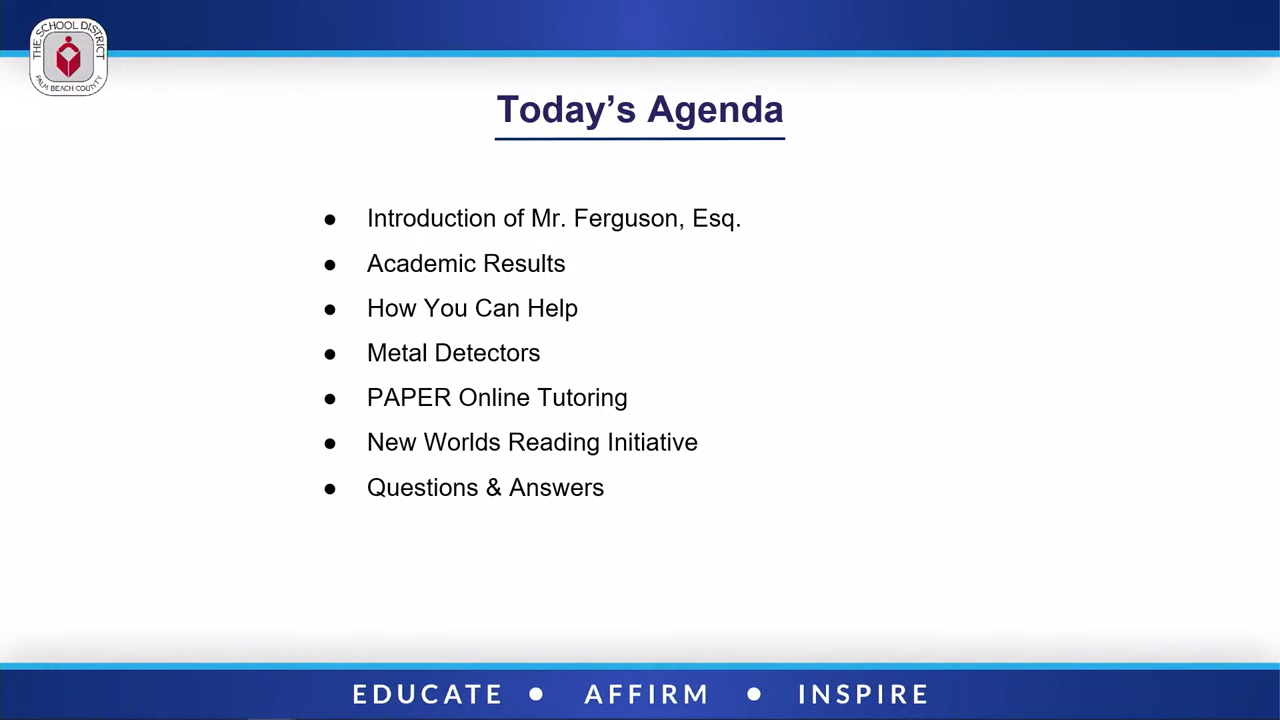 THE SCHOOL DISTRICT
PALM BEACH COUNTY
Today’s Agenda
● Introduction of Mr. Ferguson, Esq.
● Academic Results
● How You Can Help
● Metal Detectors
● PAPER Online Tutoring
● New Worlds Reading Initiative
● Questions & Answers
EDUCATE ● AFFIRM ● INSPIRE